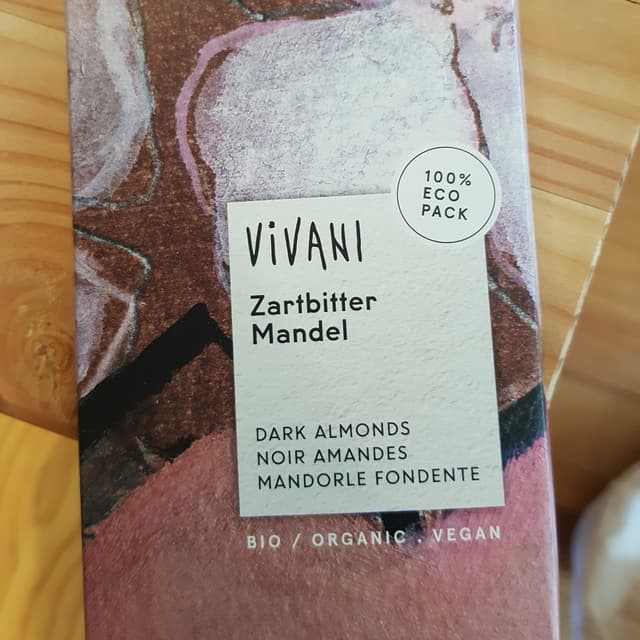 100%
ECO
PACK
ViVANI
Zartbitter
Mandel
DARK ALMONDS
NOIR AMANDES
MANDORLE FONDENTE
BIO / ORGANIC . VEGAN